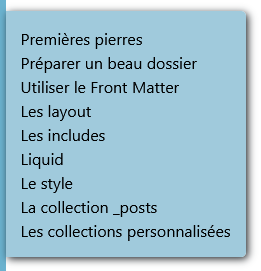 Premières pierres
Préparer un beau dossier
Utiliser le Front Matter
Les layout
Les includes
Liquid
Le style
La collection _posts
Les collections personnalisées